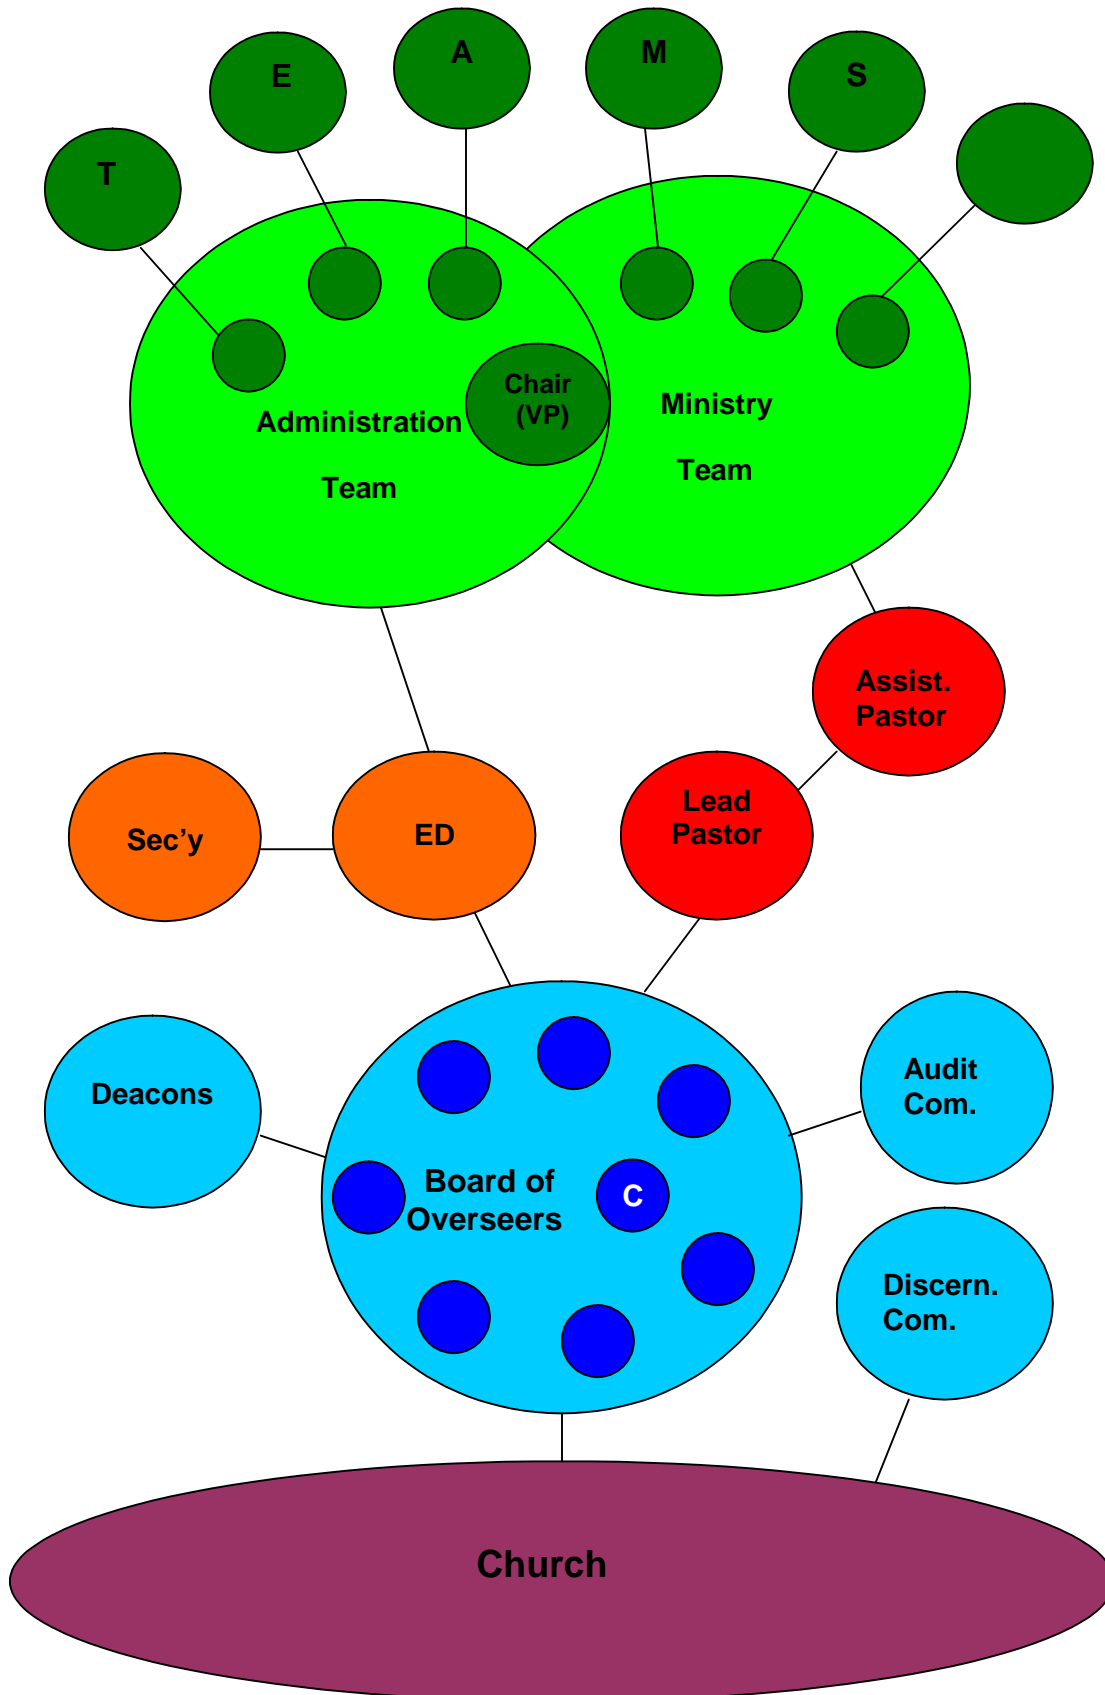 T
E
A
M
S
Chair
(VP)
Administration
Team
Ministry
Team
Assist.
Pastor
Lead
Pastor
Sec’y
ED
Deacons
Audit
Com.
Board of
Overseers
C
Discern.
Com.
Church